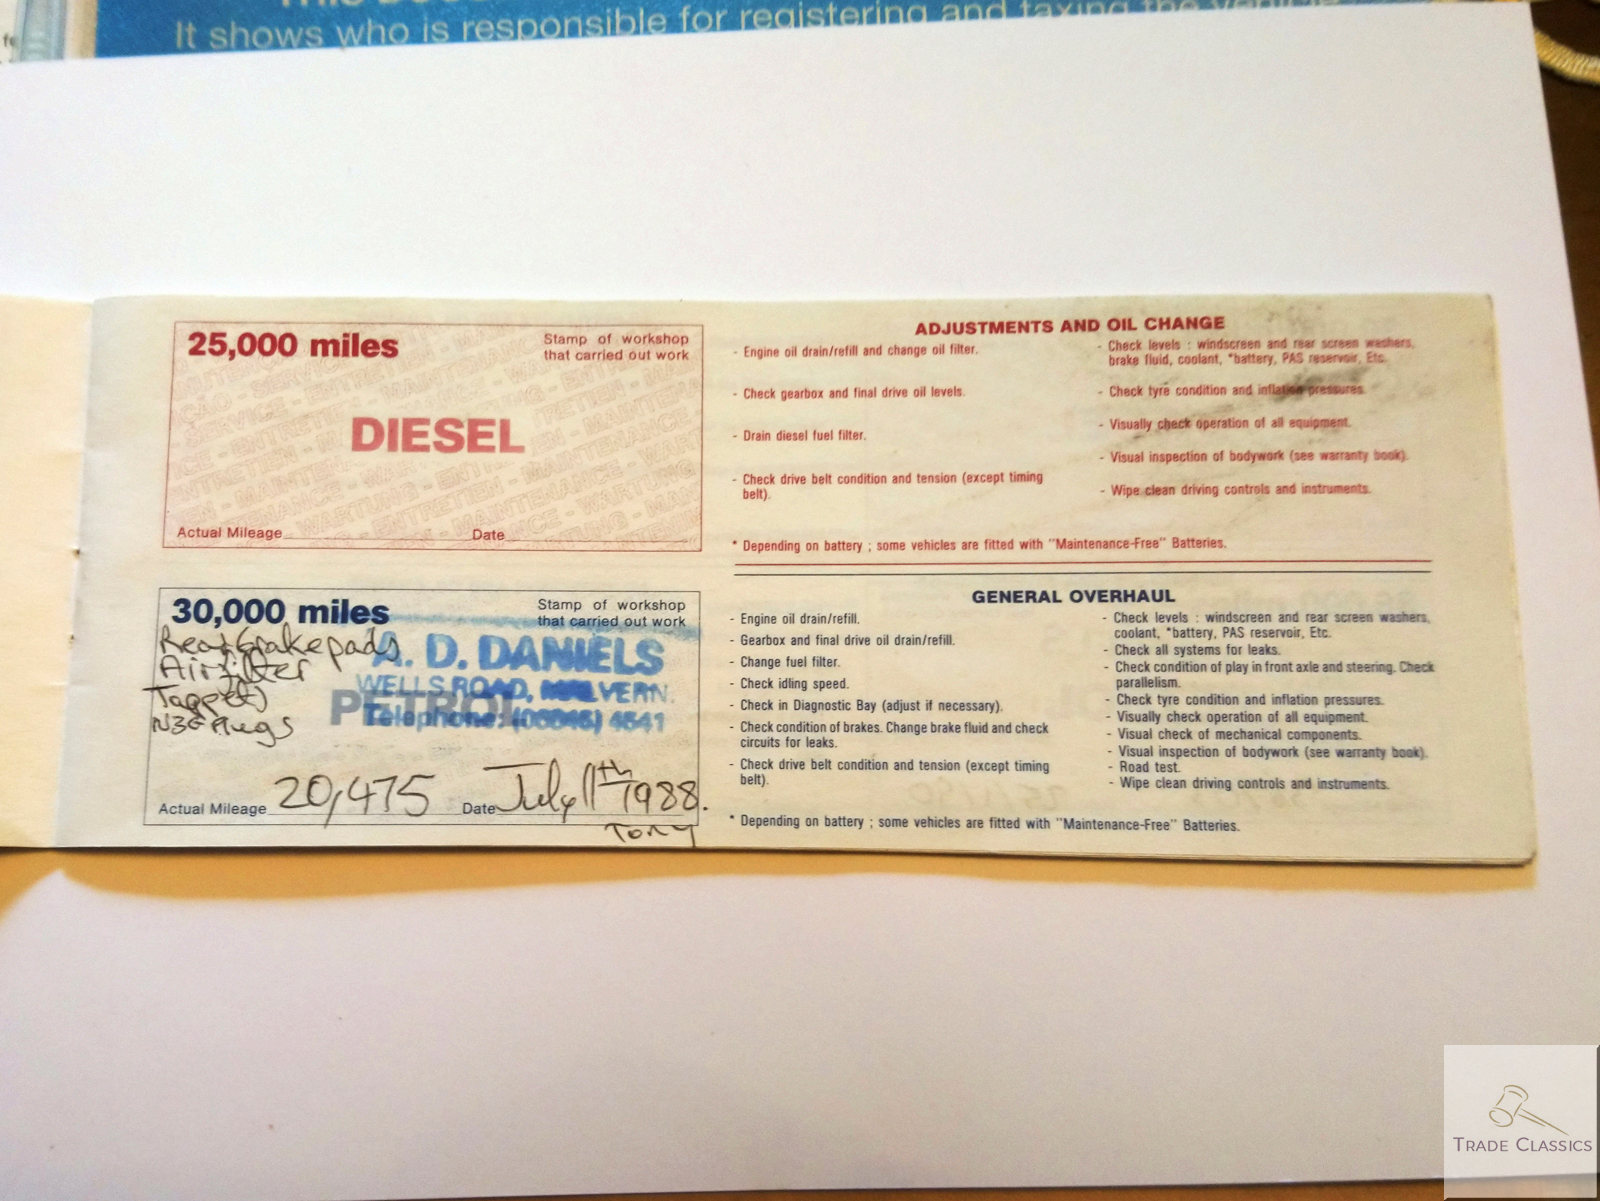 It shows who is responsible for registering and taxing the vehicle
25,000 miles
Stamp of workshop
that carried out work
DIESEL
Actual Mileage
Date
ADJUSTMENTS AND OIL CHANGE
- Engine oil drain/refill and change oil filter.
- Check gearbox and final drive oil levels.
- Drain diesel fuel filter.
- Check drive belt condition and tension (except timing
belt).
- Check levels : windscreen and rear screen washers,
brake fluid, coolant, *battery, PAS reservoir, Etc.
- Check tyre condition and inflation pressures.
- Visually check operation of all equipment.
- Visual inspection of bodywork (see warranty book).
- Wipe clean driving controls and instruments.
* Depending on battery ; some vehicles are fitted with "Maintenance-Free" Batteries.
30,000 miles
Stamp of workshop
that carried out work
Rear brake pads
Air filter
Tappets
N3G Plugs
A. D. DANIELS
WELLS ROAD, MALVERN.
PETROL
Telephone: 4541
Actual Mileage 20,475 Date July 11th 1988.
Tony
GENERAL OVERHAUL
- Engine oil drain/refill.
- Gearbox and final drive oil drain/refill.
- Change fuel filter.
- Check idling speed.
- Check in Diagnostic Bay (adjust if necessary).
- Check condition of brakes. Change brake fluid and check
circuits for leaks.
- Check drive belt condition and tension (except timing
belt).
- Check levels : windscreen and rear screen washers,
coolant, *battery, PAS reservoir, Etc.
- Check all systems for leaks.
- Check condition of play in front axle and steering. Check
parallelism.
- Check tyre condition and inflation pressures.
- Visually check operation of all equipment.
- Visual check of mechanical components.
- Visual inspection of bodywork (see warranty book).
- Road test.
- Wipe clean driving controls and instruments.
* Depending on battery ; some vehicles are fitted with "Maintenance-Free" Batteries.
TRADE CLASSICS